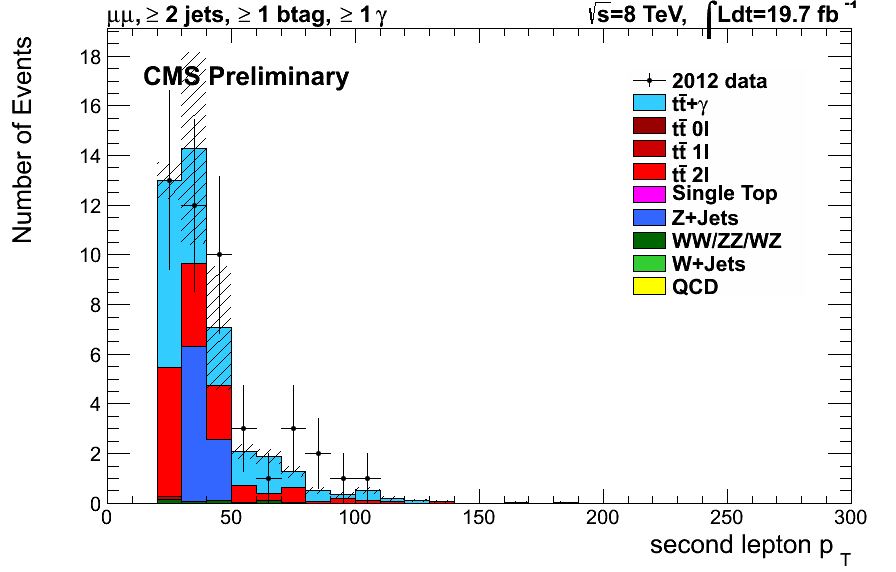 μμ, ≥ 2 jets, ≥ 1 btag, ≥ 1 γ √s=8 TeV, ∫Ldt=19.7 fb⁻¹
CMS Preliminary
Number of Events
18
16
14
12
10
8
6
4
2
0
0 50 100 150 200 250 300
second lepton p_T
2012 data
tt̄+γ
tt̄ 0l
tt̄ 1l
tt̄ 2l
Single Top
Z+Jets
WW/ZZ/WZ
W+Jets
QCD